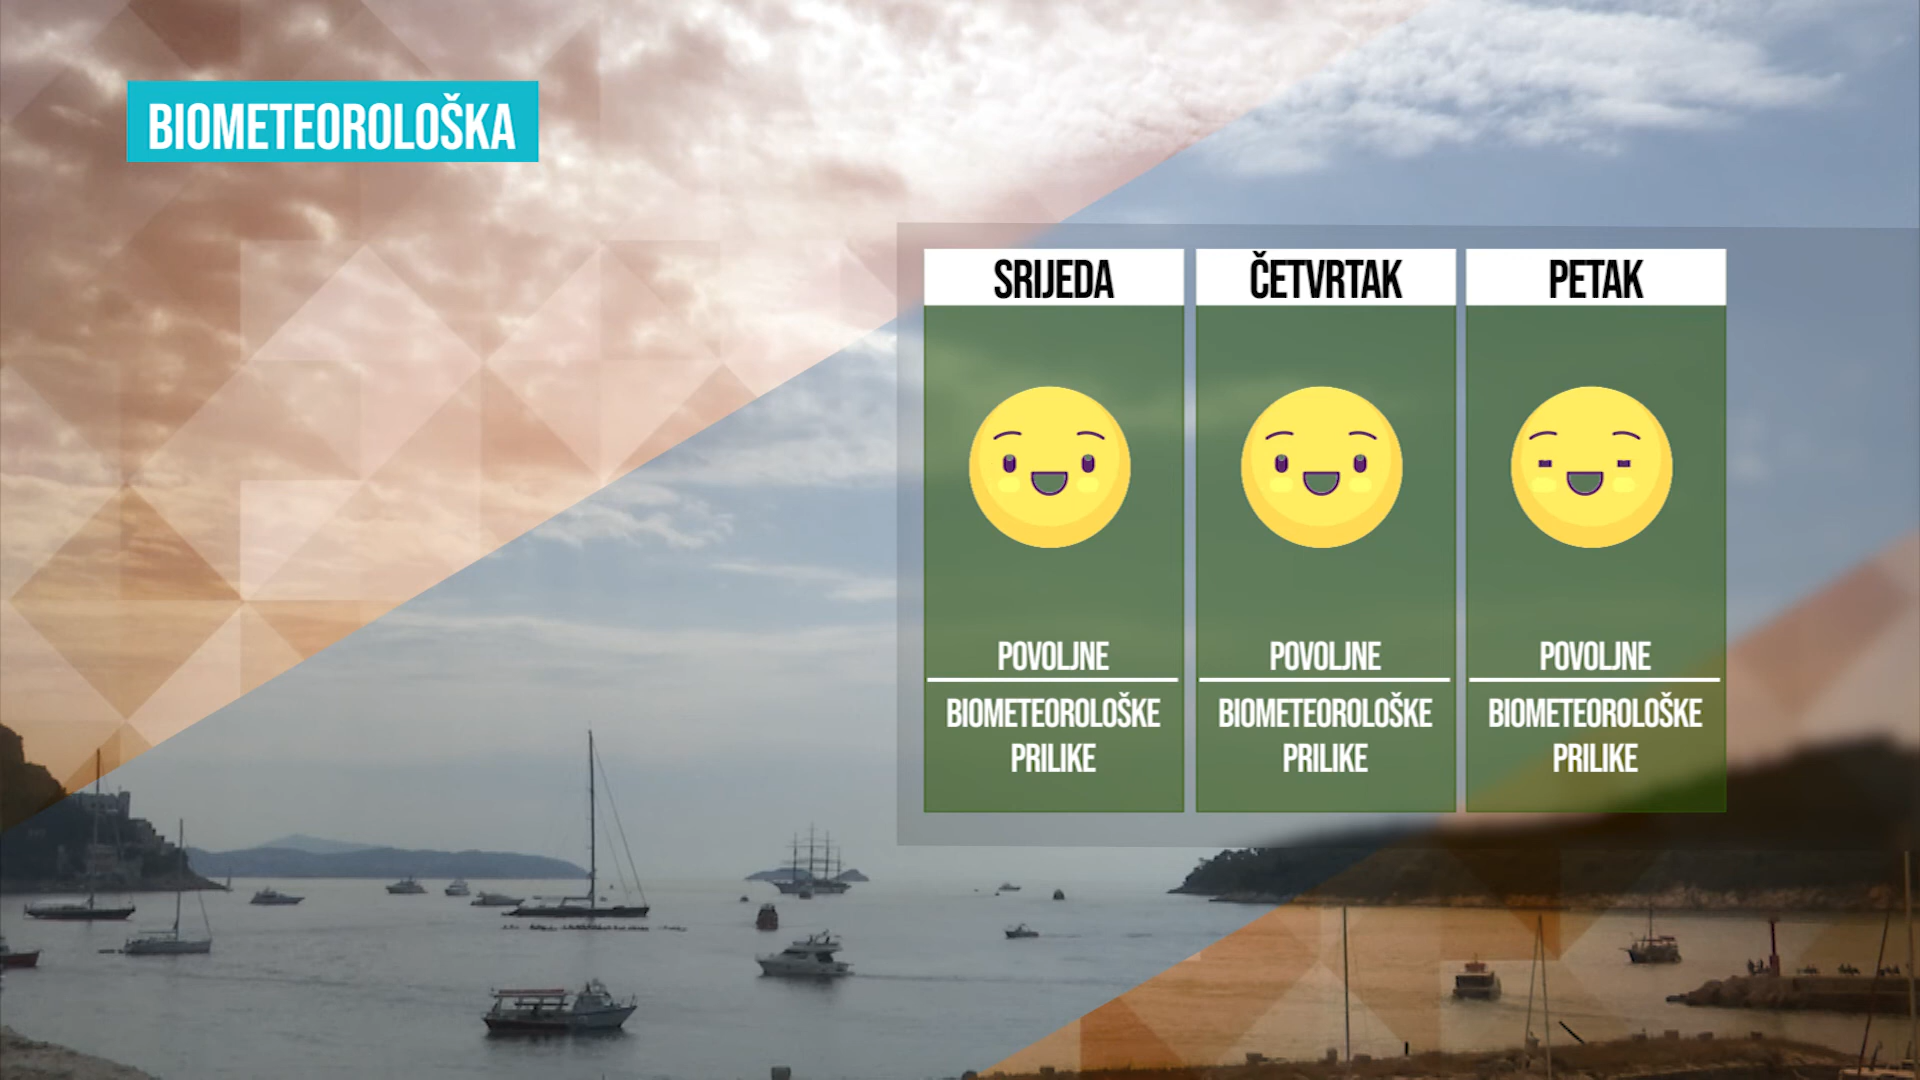 BIOMETEOROLOŠKA
SRIJEDA
POVOLJNE
BIOMETEOROLOŠKE
PRILIKE
ČETVRTAK
POVOLJNE
BIOMETEOROLOŠKE
PRILIKE
PETAK
POVOLJNE
BIOMETEOROLOŠKE
PRILIKE